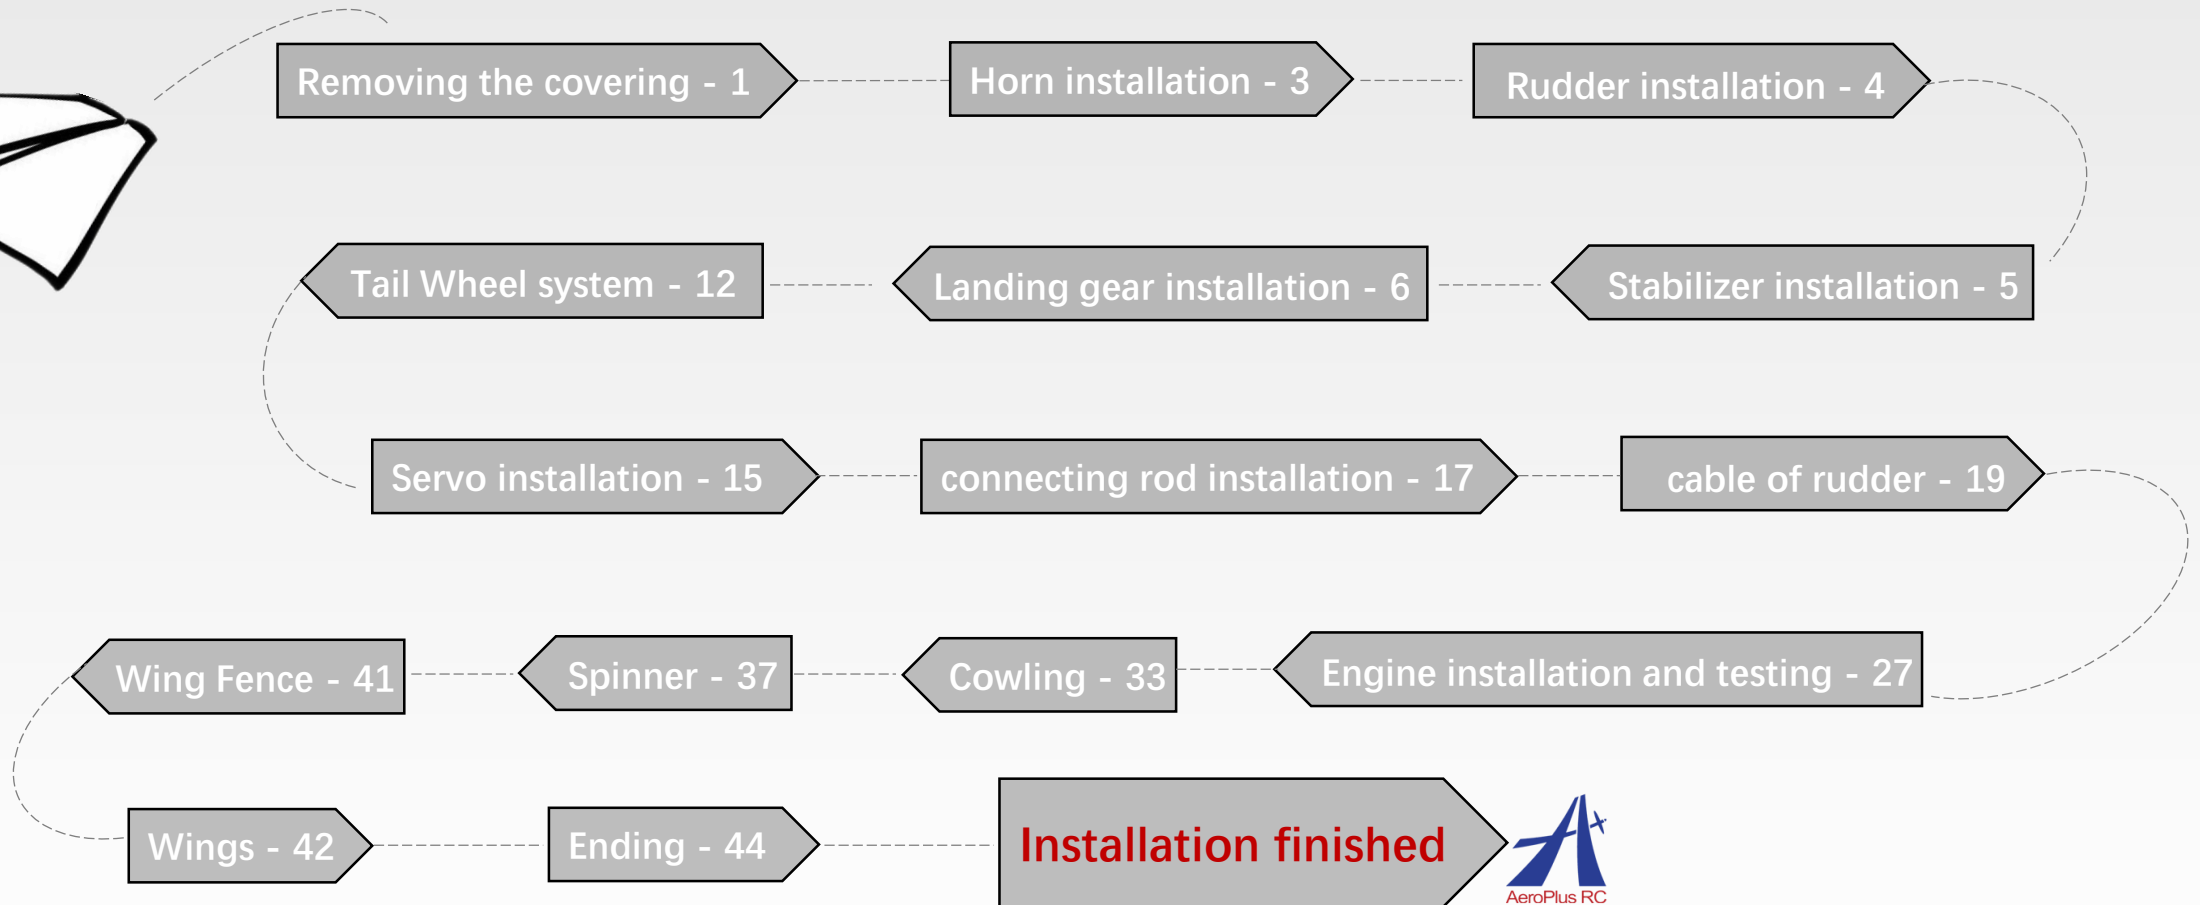 Removing the covering - 1
Horn installation - 3
Rudder installation - 4
Stabilizer installation - 5
Landing gear installation - 6
Tail Wheel system - 12
Servo installation - 15
connecting rod installation - 17
cable of rudder - 19
Engine installation and testing - 27
Cowling - 33
Spinner - 37
Wing Fence - 41
Wings - 42
Ending - 44
Installation finished
AeroPlus RC